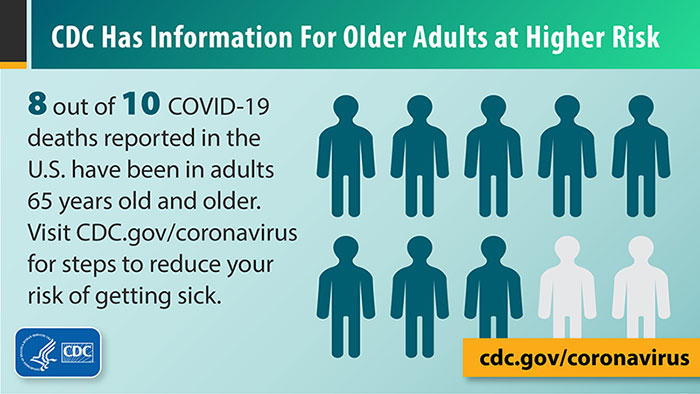 CDC Has Information For Older Adults at Higher Risk
8 out of 10 COVID-19
deaths reported in the
U.S. have been in adults
65 years old and older.
Visit CDC.gov/coronavirus
for steps to reduce your
risk of getting sick.
CDC
cdc.gov/coronavirus